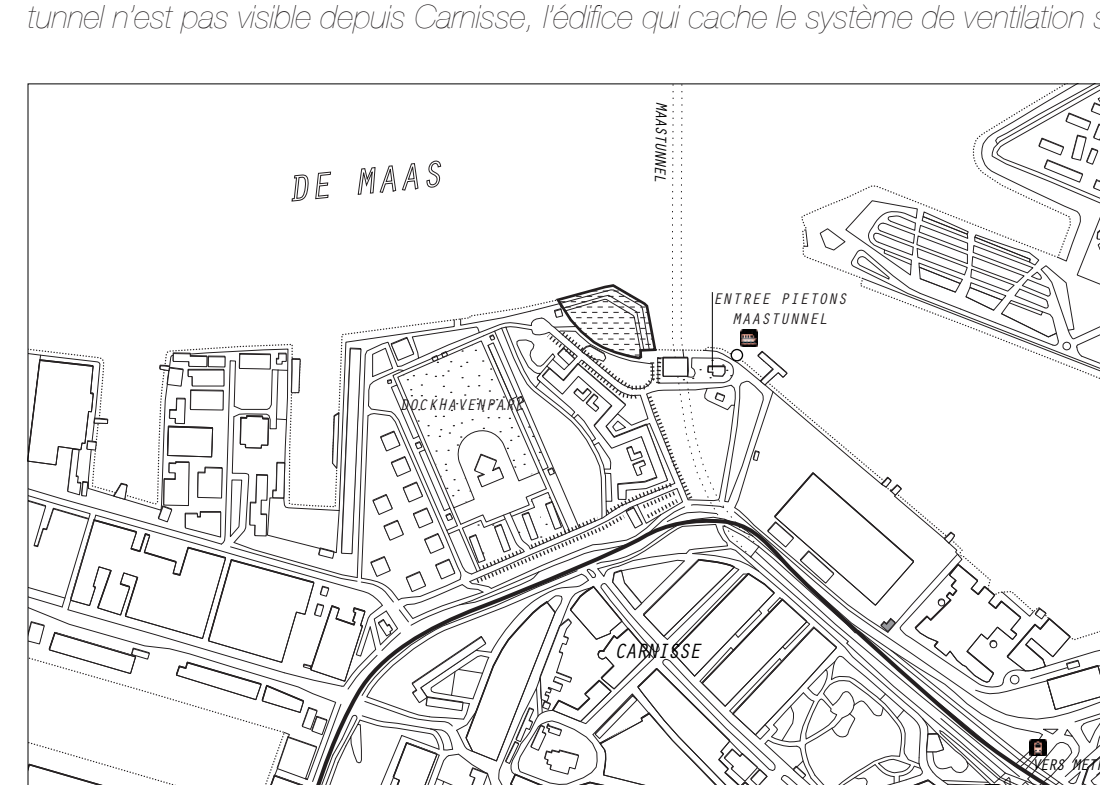 tunnel n'est pas visible depuis Carnisse, l'édifice qui cache le système de ventilation
MAASTUNNEL
DE MAAS
ENTREE PIETONS
MAASTUNNEL
DOCKHAVENPARK
CARNISSE
VERS